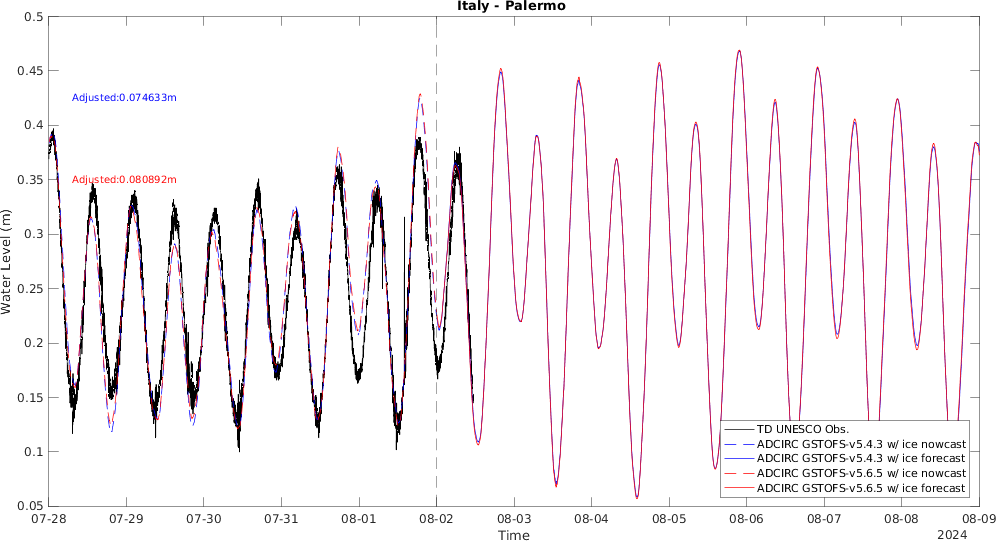 Italy - Palermo
0.5
0.45
0.4
0.35
0.3
0.25
0.2
0.15
0.1
0.05
Water Level (m)
Adjusted:0.074633m
Adjusted:0.080892m
TD UNESCO Obs.
ADCIRC GSTOFS-v5.4.3 w/ ice nowcast
ADCIRC GSTOFS-v5.4.3 w/ ice forecast
ADCIRC GSTOFS-v5.6.5 w/ ice nowcast
ADCIRC GSTOFS-v5.6.5 w/ ice forecast
07-28 07-29 07-30 07-31 08-01 08-02 08-03 08-04 08-05 08-06 08-07 08-08 08-09
Time
2024